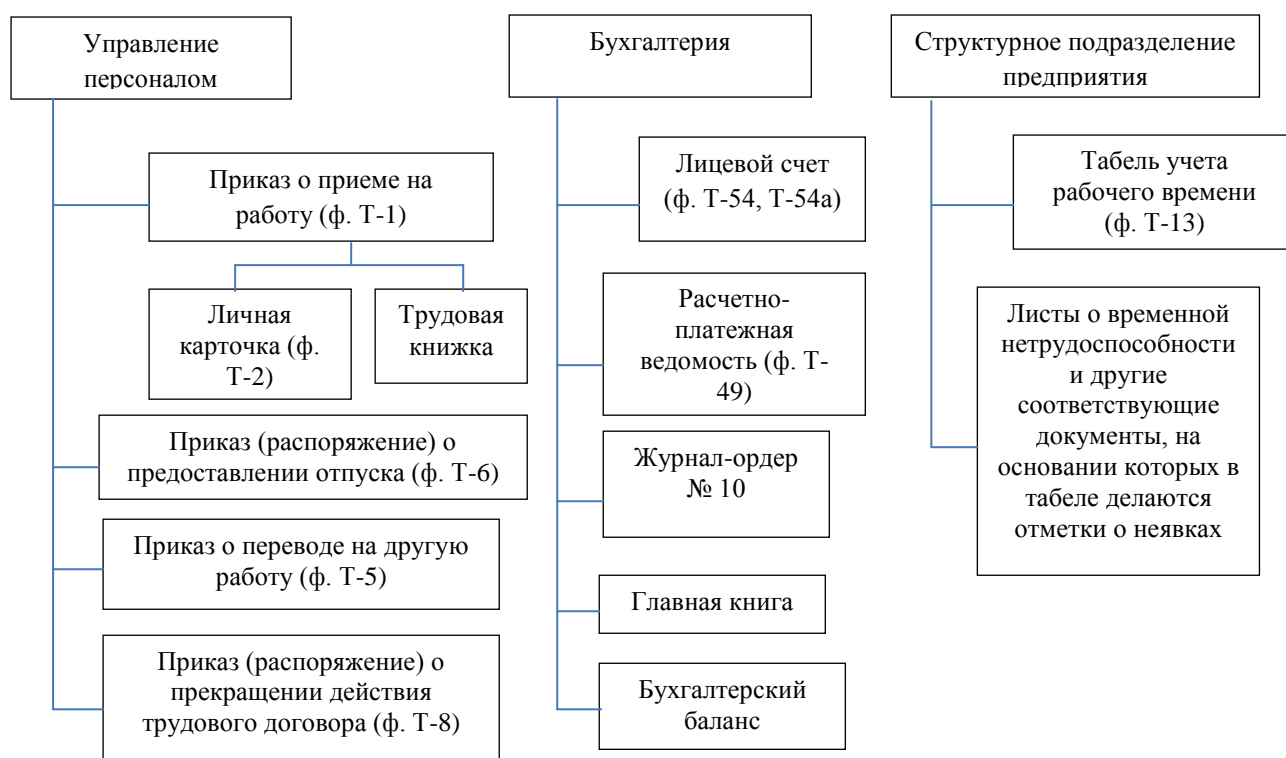 Управление
персоналом
Приказ о приеме на
работу (ф. Т-1)
Личная
карточка (ф.
Т-2)
Трудовая
книжка
Приказ (распоряжение) о
предоставлении отпуска (ф. Т-6)
Приказ о переводе на другую
работу (ф. Т-5)
Приказ (распоряжение) о
прекращении действия
трудового договора (ф. Т-8)
Бухгалтерия
Лицевой счет
(ф. Т-54, Т-54а)
Расчетно-
платежная
ведомость (ф. Т-
49)
Журнал-ордер
№ 10
Главная книга
Бухгалтерский
баланс
Структурное подразделение
предприятия
Табель учета
рабочего времени
(ф. Т-13)
Листы о временной
нетрудоспособности
и другие
соответствующие
документы, на
основании которых в
табеле делаются
отметки о неявках